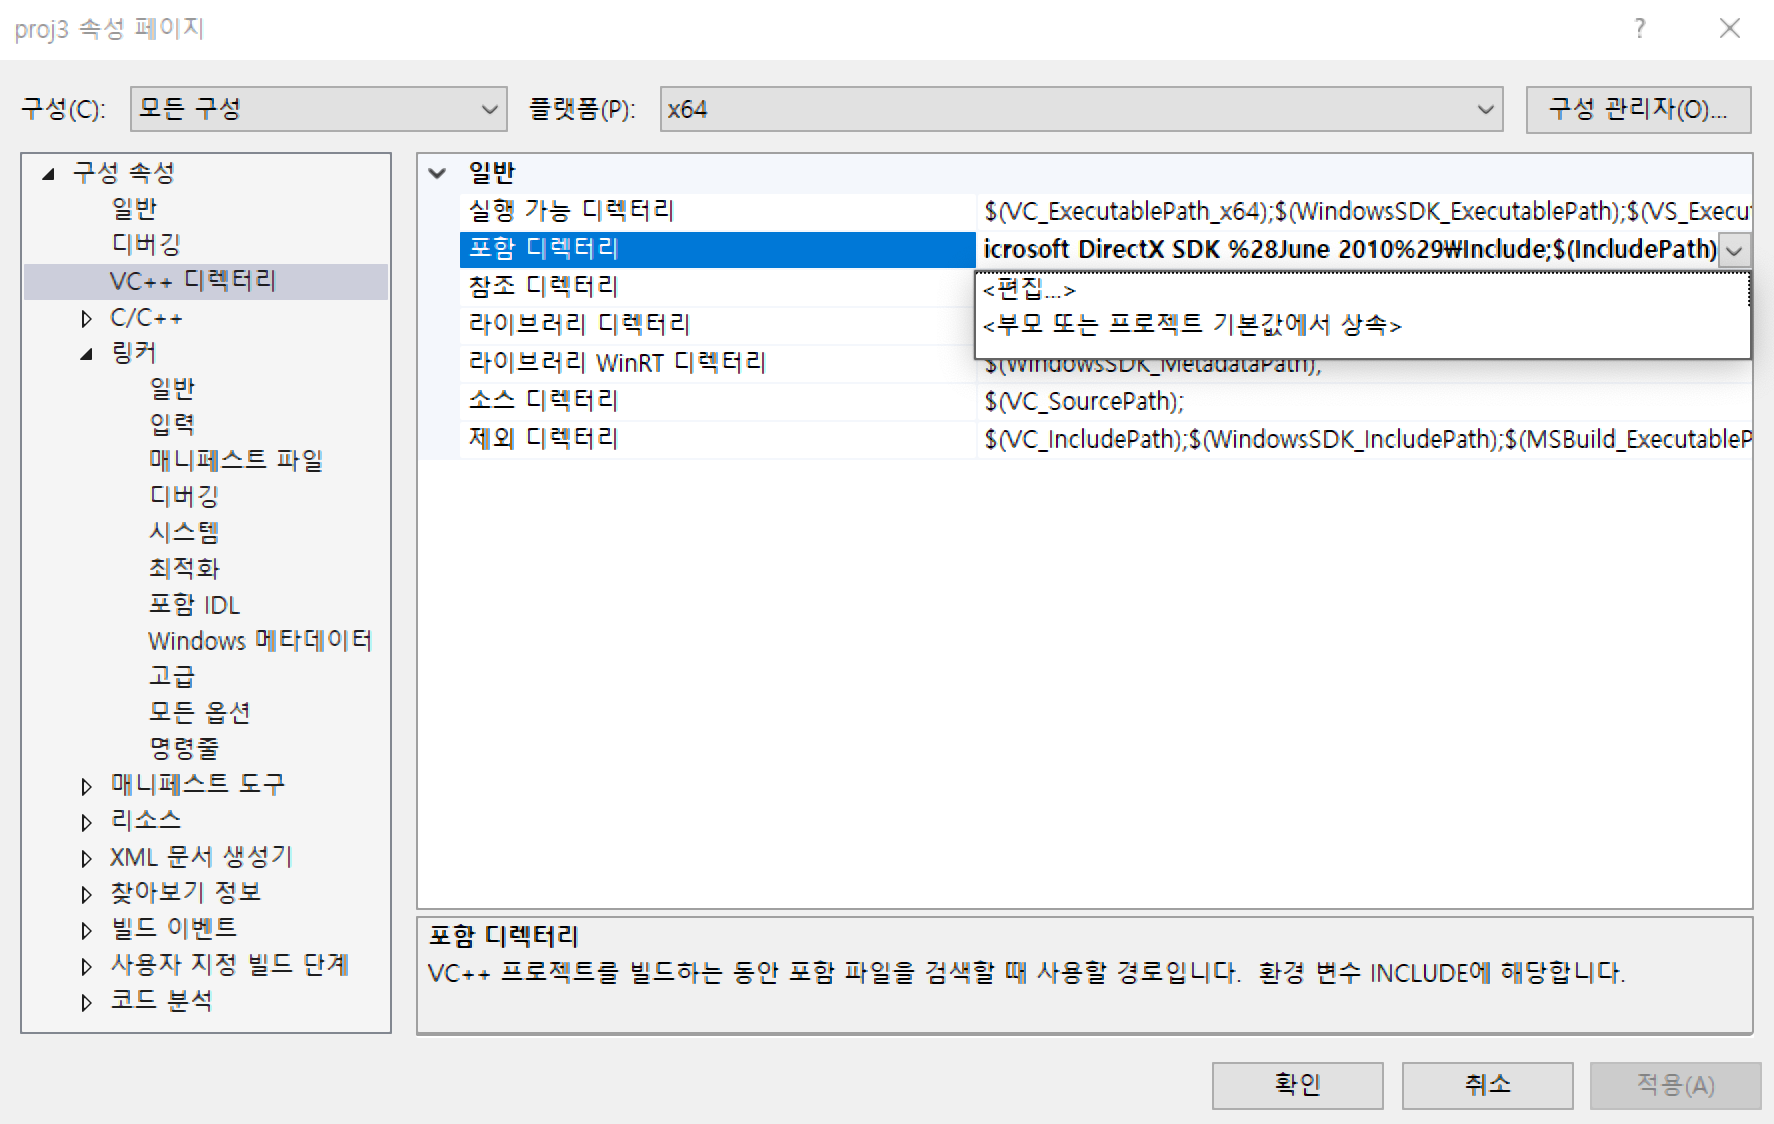 proj3 속성 페이지
?
구성(C):
모든 구성
플랫폼(P):
x64
구성 관리자(O)...
구성 속성
일반
디버깅
VC++ 디렉터리
C/C++
링커
일반
입력
매니페스트 파일
디버깅
시스템
최적화
포함 IDL
Windows 메타데이터
고급
모든 옵션
명령줄
매니페스트 도구
리소스
XML 문서 생성기
찾아보기 정보
빌드 이벤트
사용자 지정 빌드 단계
코드 분석
일반
실행 가능 디렉터리
$(VC_ExecutablePath_x64);$(WindowsSDK_ExecutablePath);$(VS_Execut
포함 디렉터리
icrosoft DirectX SDK %28June 2010%29₩Include;$(IncludePath)
참조 디렉터리
<편집...>
라이브러리 디렉터리
<부모 또는 프로젝트 기본값에서 상속>
라이브러리 WinRT 디렉터리
$(WindowsSDK_MetadataPath);
소스 디렉터리
$(VC_SourcePath);
제외 디렉터리
$(VC_IncludePath);$(WindowsSDK_IncludePath);$(MSBuild_ExecutableP
포함 디렉터리
VC++ 프로젝트를 빌드하는 동안 포함 파일을 검색할 때 사용할 경로입니다.  환경 변수 INCLUDE에 해당합니다.
확인
취소
적용(A)